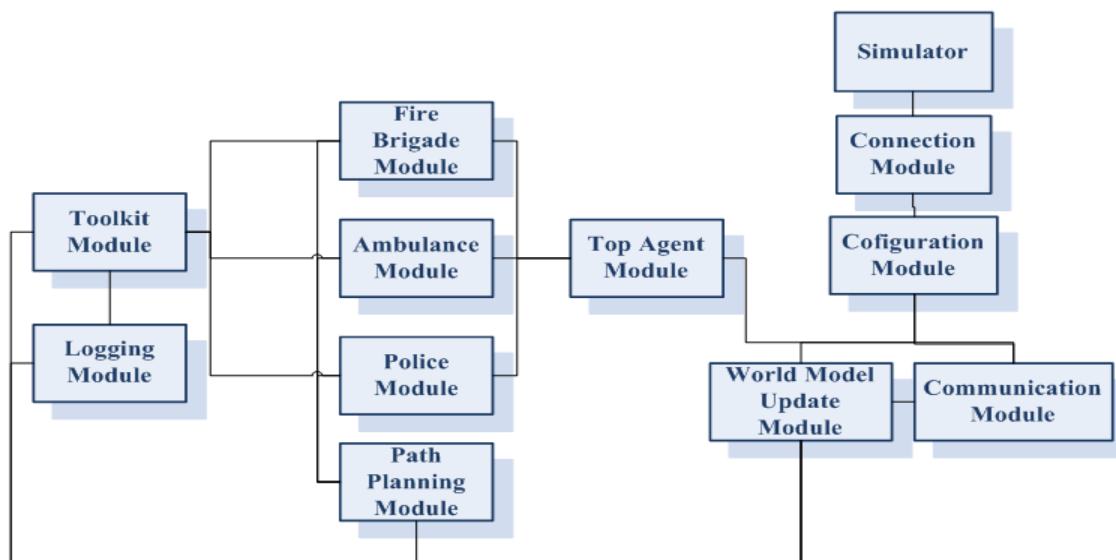 Simulator
Connection
Module
Cofiguration
Module
Fire
Brigade
Module
Toolkit
Module
Ambulance
Module
Top Agent
Module
Logging
Module
Police
Module
World Model
Update
Module
Communication
Module
Path
Planning
Module